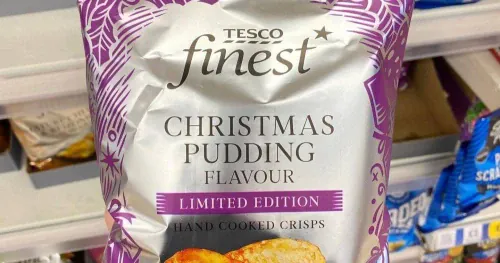 TESCO
finest*
CHRISTMAS
PUDDING
FLAVOUR
LIMITED EDITION
HAND COOKED CRISPS